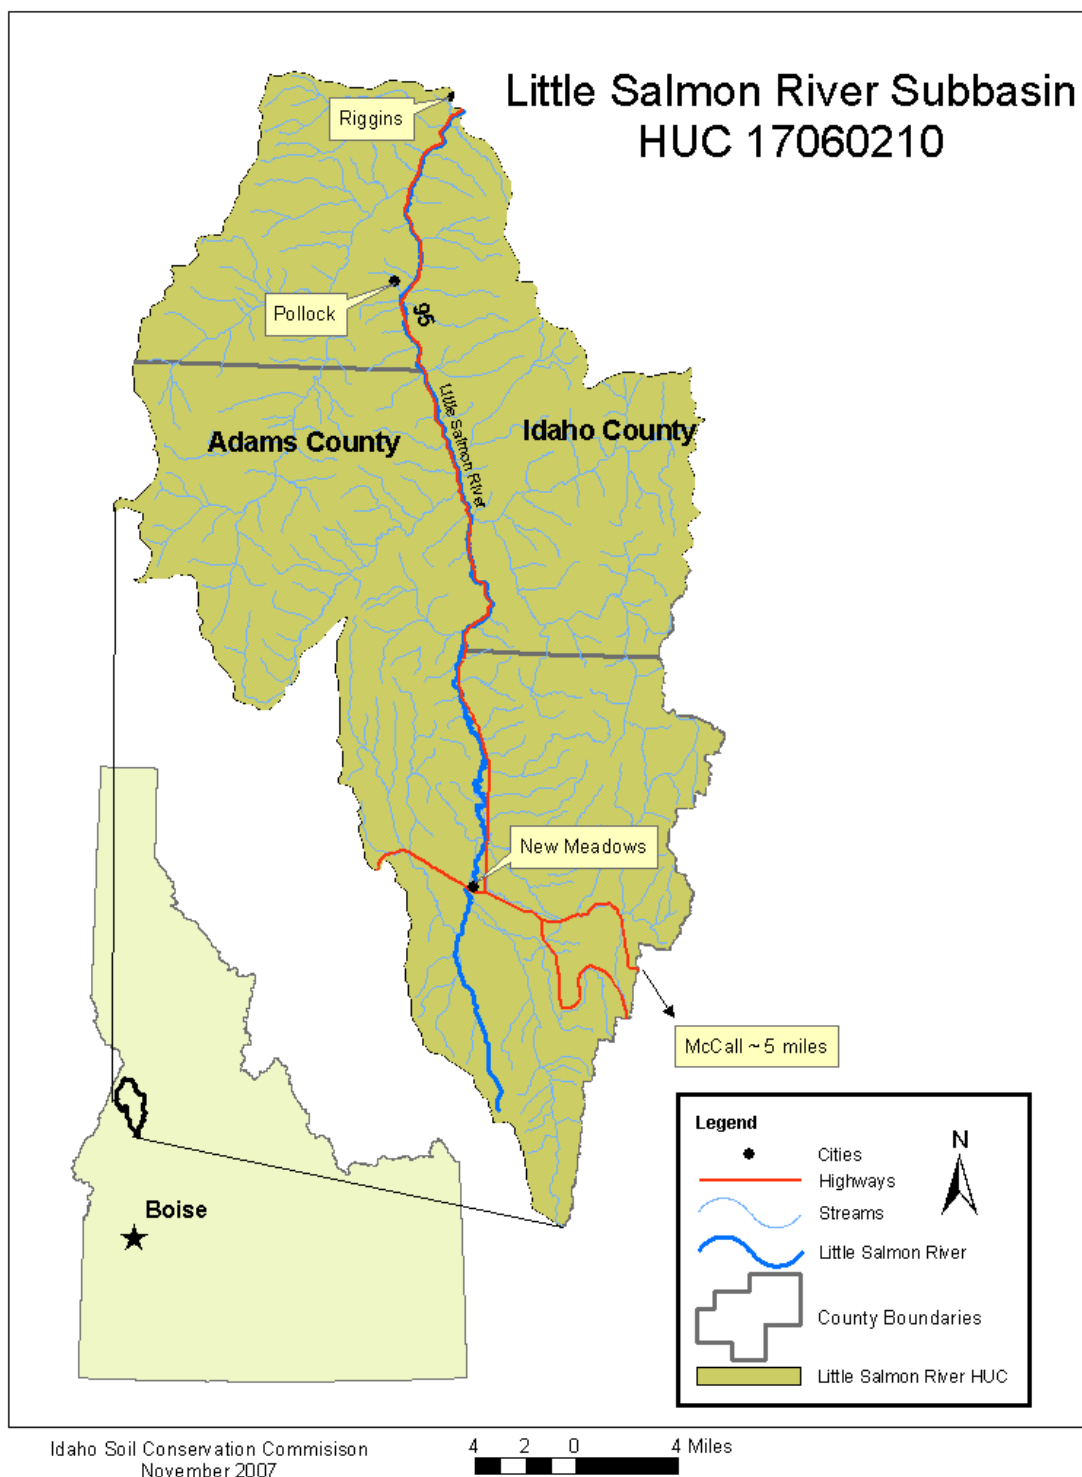 Little Salmon River Subbasin
HUC 17060210
Riggins
Pollock
95
Little Salmon River
Adams County
Idaho County
New Meadows
McCall ~ 5 miles
Boise
Legend
N
Cities
Highways
Streams
Little Salmon River
County Boundaries
Little Salmon River HUC
Idaho Soil Conservation Commisison
November 2007
4 2 0 4 Miles